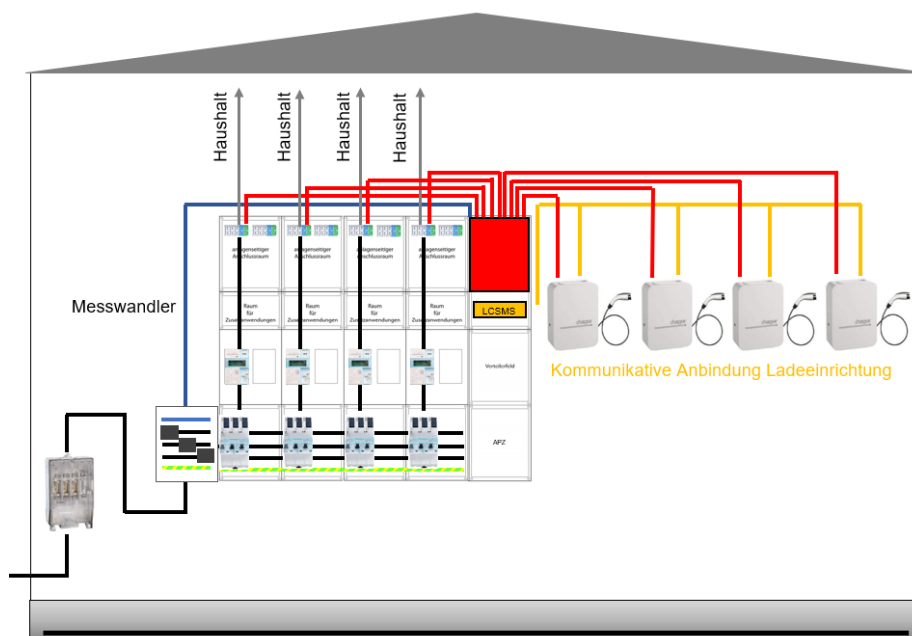 Haushalt
Haushalt
Haushalt
Haushalt
anlagenseitiger
Anschlussraum
anlagenseitiger
Anschlussraum
anlagenseitiger
Anschlussraum
anlagenseitiger
Anschlussraum
Messwandler
Raum
für
Zusatzanwendungen
Raum
für
Zusatzanwendungen
Raum
für
Zusatzanwendungen
Raum
für
Zusatzanwendungen
LCSMS
Verteilerfeld
APZ
Kommunikative Anbindung Ladeeinrichtung